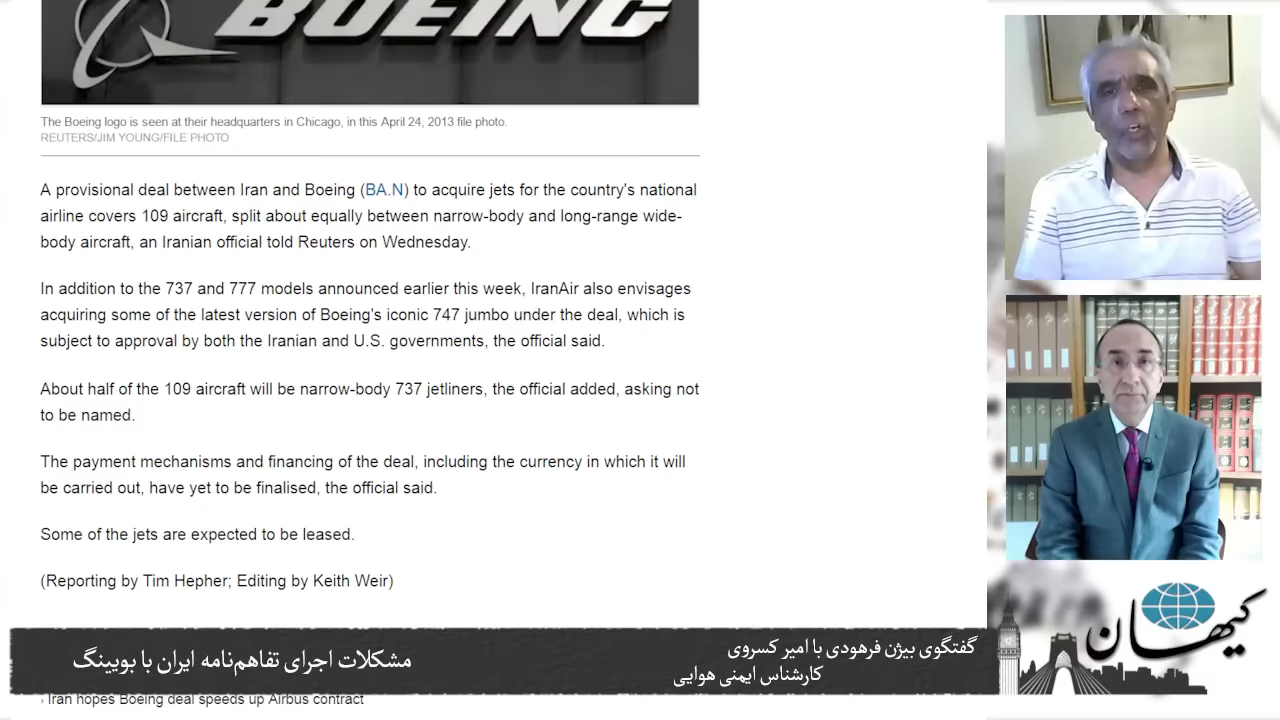 BOEING
The Boeing logo is seen at their headquarters in Chicago, in this April 24, 2013 file photo.
REUTERS/JIM YOUNG/FILE PHOTO
A provisional deal between Iran and Boeing (BA.N) to acquire jets for the country's national
airline covers 109 aircraft, split about equally between narrow-body and long-range wide-
body aircraft, an Iranian official told Reuters on Wednesday.
In addition to the 737 and 777 models announced earlier this week, IranAir also envisages
acquiring some of the latest version of Boeing's iconic 747 jumbo under the deal, which is
subject to approval by both the Iranian and U.S. governments, the official said.
About half of the 109 aircraft will be narrow-body 737 jetliners, the official added, asking not
to be named.
The payment mechanisms and financing of the deal, including the currency in which it will
be carried out, have yet to be finalised, the official said.
Some of the jets are expected to be leased.
(Reporting by Tim Hepher; Editing by Keith Weir)
گفتگوی بیژن فرهودی با امیر کسروی
کارشناس ایمنی هوایی
مشکلات اجرای تفاهم‌نامه ایران با بویینگ
کیهان
› Iran hopes Boeing deal speeds up Airbus contract